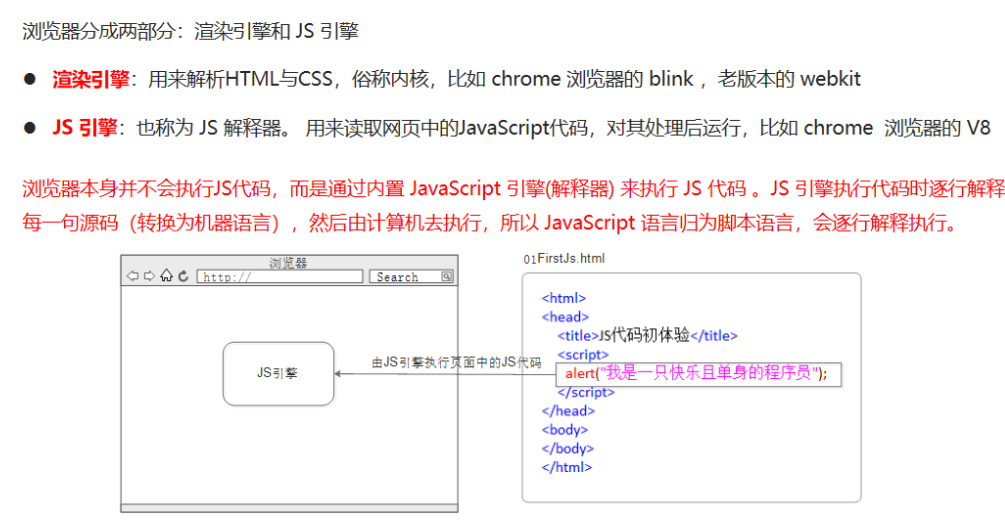 浏览器分成两部分：渲染引擎和 JS 引擎
● 渲染引擎：用来解析HTML与CSS，俗称内核，比如 chrome 浏览器的 blink ，老版本的 webkit
● JS 引擎：也称为 JS 解释器。 用来读取网页中的JavaScript代码，对其处理后运行，比如 chrome 浏览器的 V8
浏览器本身并不会执行JS代码，而是通过内置 JavaScript 引擎(解释器) 来执行 JS 代码 。JS 引擎执行代码时逐行解释
每一句源码（转换为机器语言），然后由计算机去执行，所以 JavaScript 语言归为脚本语言，会逐行解释执行。
浏览器
http://
Search
JS引擎
由JS引擎执行页面中的JS代码
01FirstJs.html
<html>
<head>
<title>JS代码初体验</title>
<script>
alert("我是一只快乐且单身的程序员");
</script>
</head>
<body>
</body>
</html>